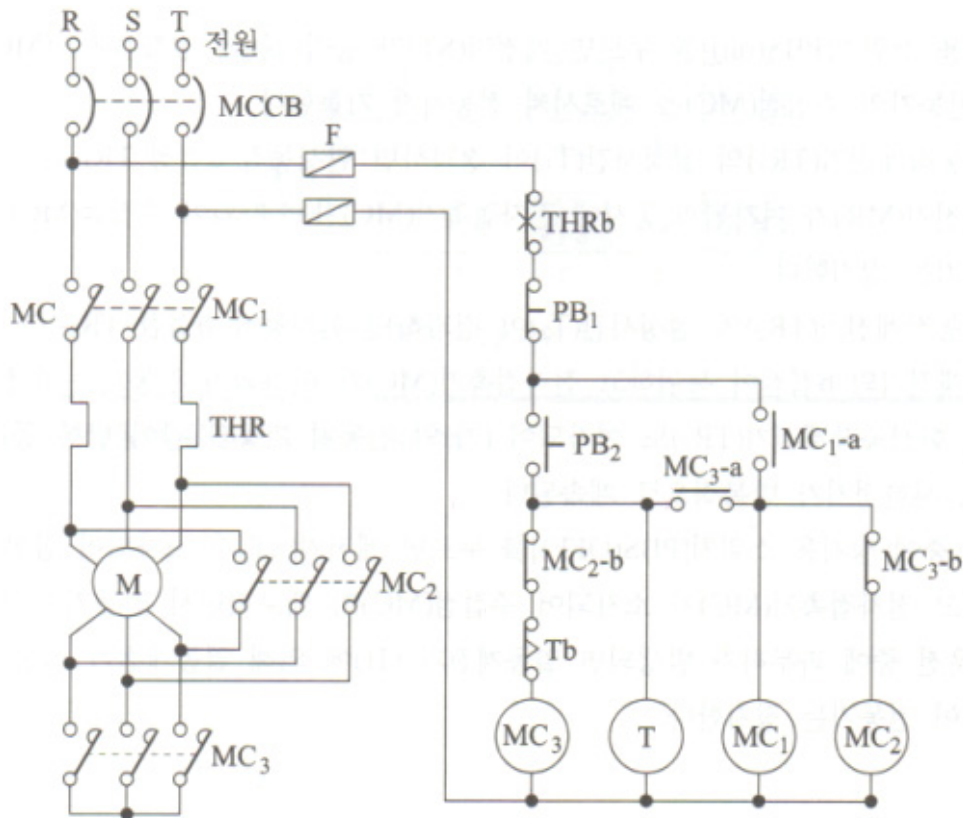 R S T 전원
MCCB
F
THRb
MC MC₁
PB₁
THR
PB₂ MC₃-a MC₁-a
M MC₂ MC₂-b MC₃-b
Tb
MC₃ MC₃ T MC₁ MC₂